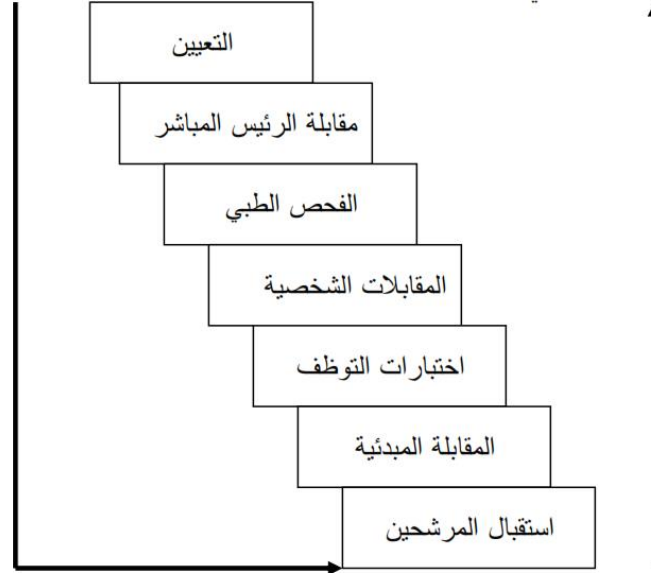 التعيين
مقابلة الرئيس المباشر
الفحص الطبي
المقابلات الشخصية
اختبارات التوظف
المقابلة المبدئية
استقبال المرشحين